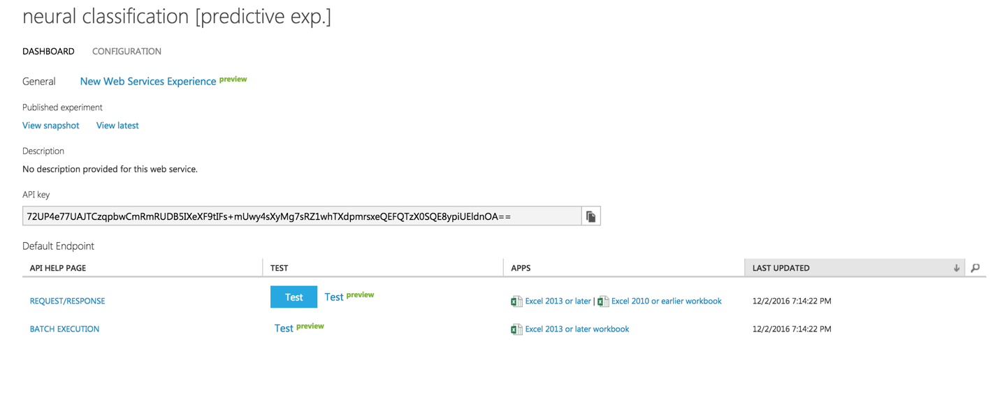 neural classification [predictive exp.]
DASHBOARD CONFIGURATION
General New Web Services Experience preview
Published experiment
View snapshot View latest
Description
No description provided for this web service.
API key
72UP4e77UAJTCzqpbwCmRmRUDB5IXeXF9tIFs+mUwy4sXyMg7sRZ1whTXdpmrsxeQEFQTzX0SQE8ypiUEldnOA==
Default Endpoint
API HELP PAGE TEST APPS LAST UPDATED
REQUEST/RESPONSE Test Test preview Excel 2013 or later | Excel 2010 or earlier workbook 12/2/2016 7:14:22 PM
BATCH EXECUTION Test preview Excel 2013 or later workbook 12/2/2016 7:14:22 PM